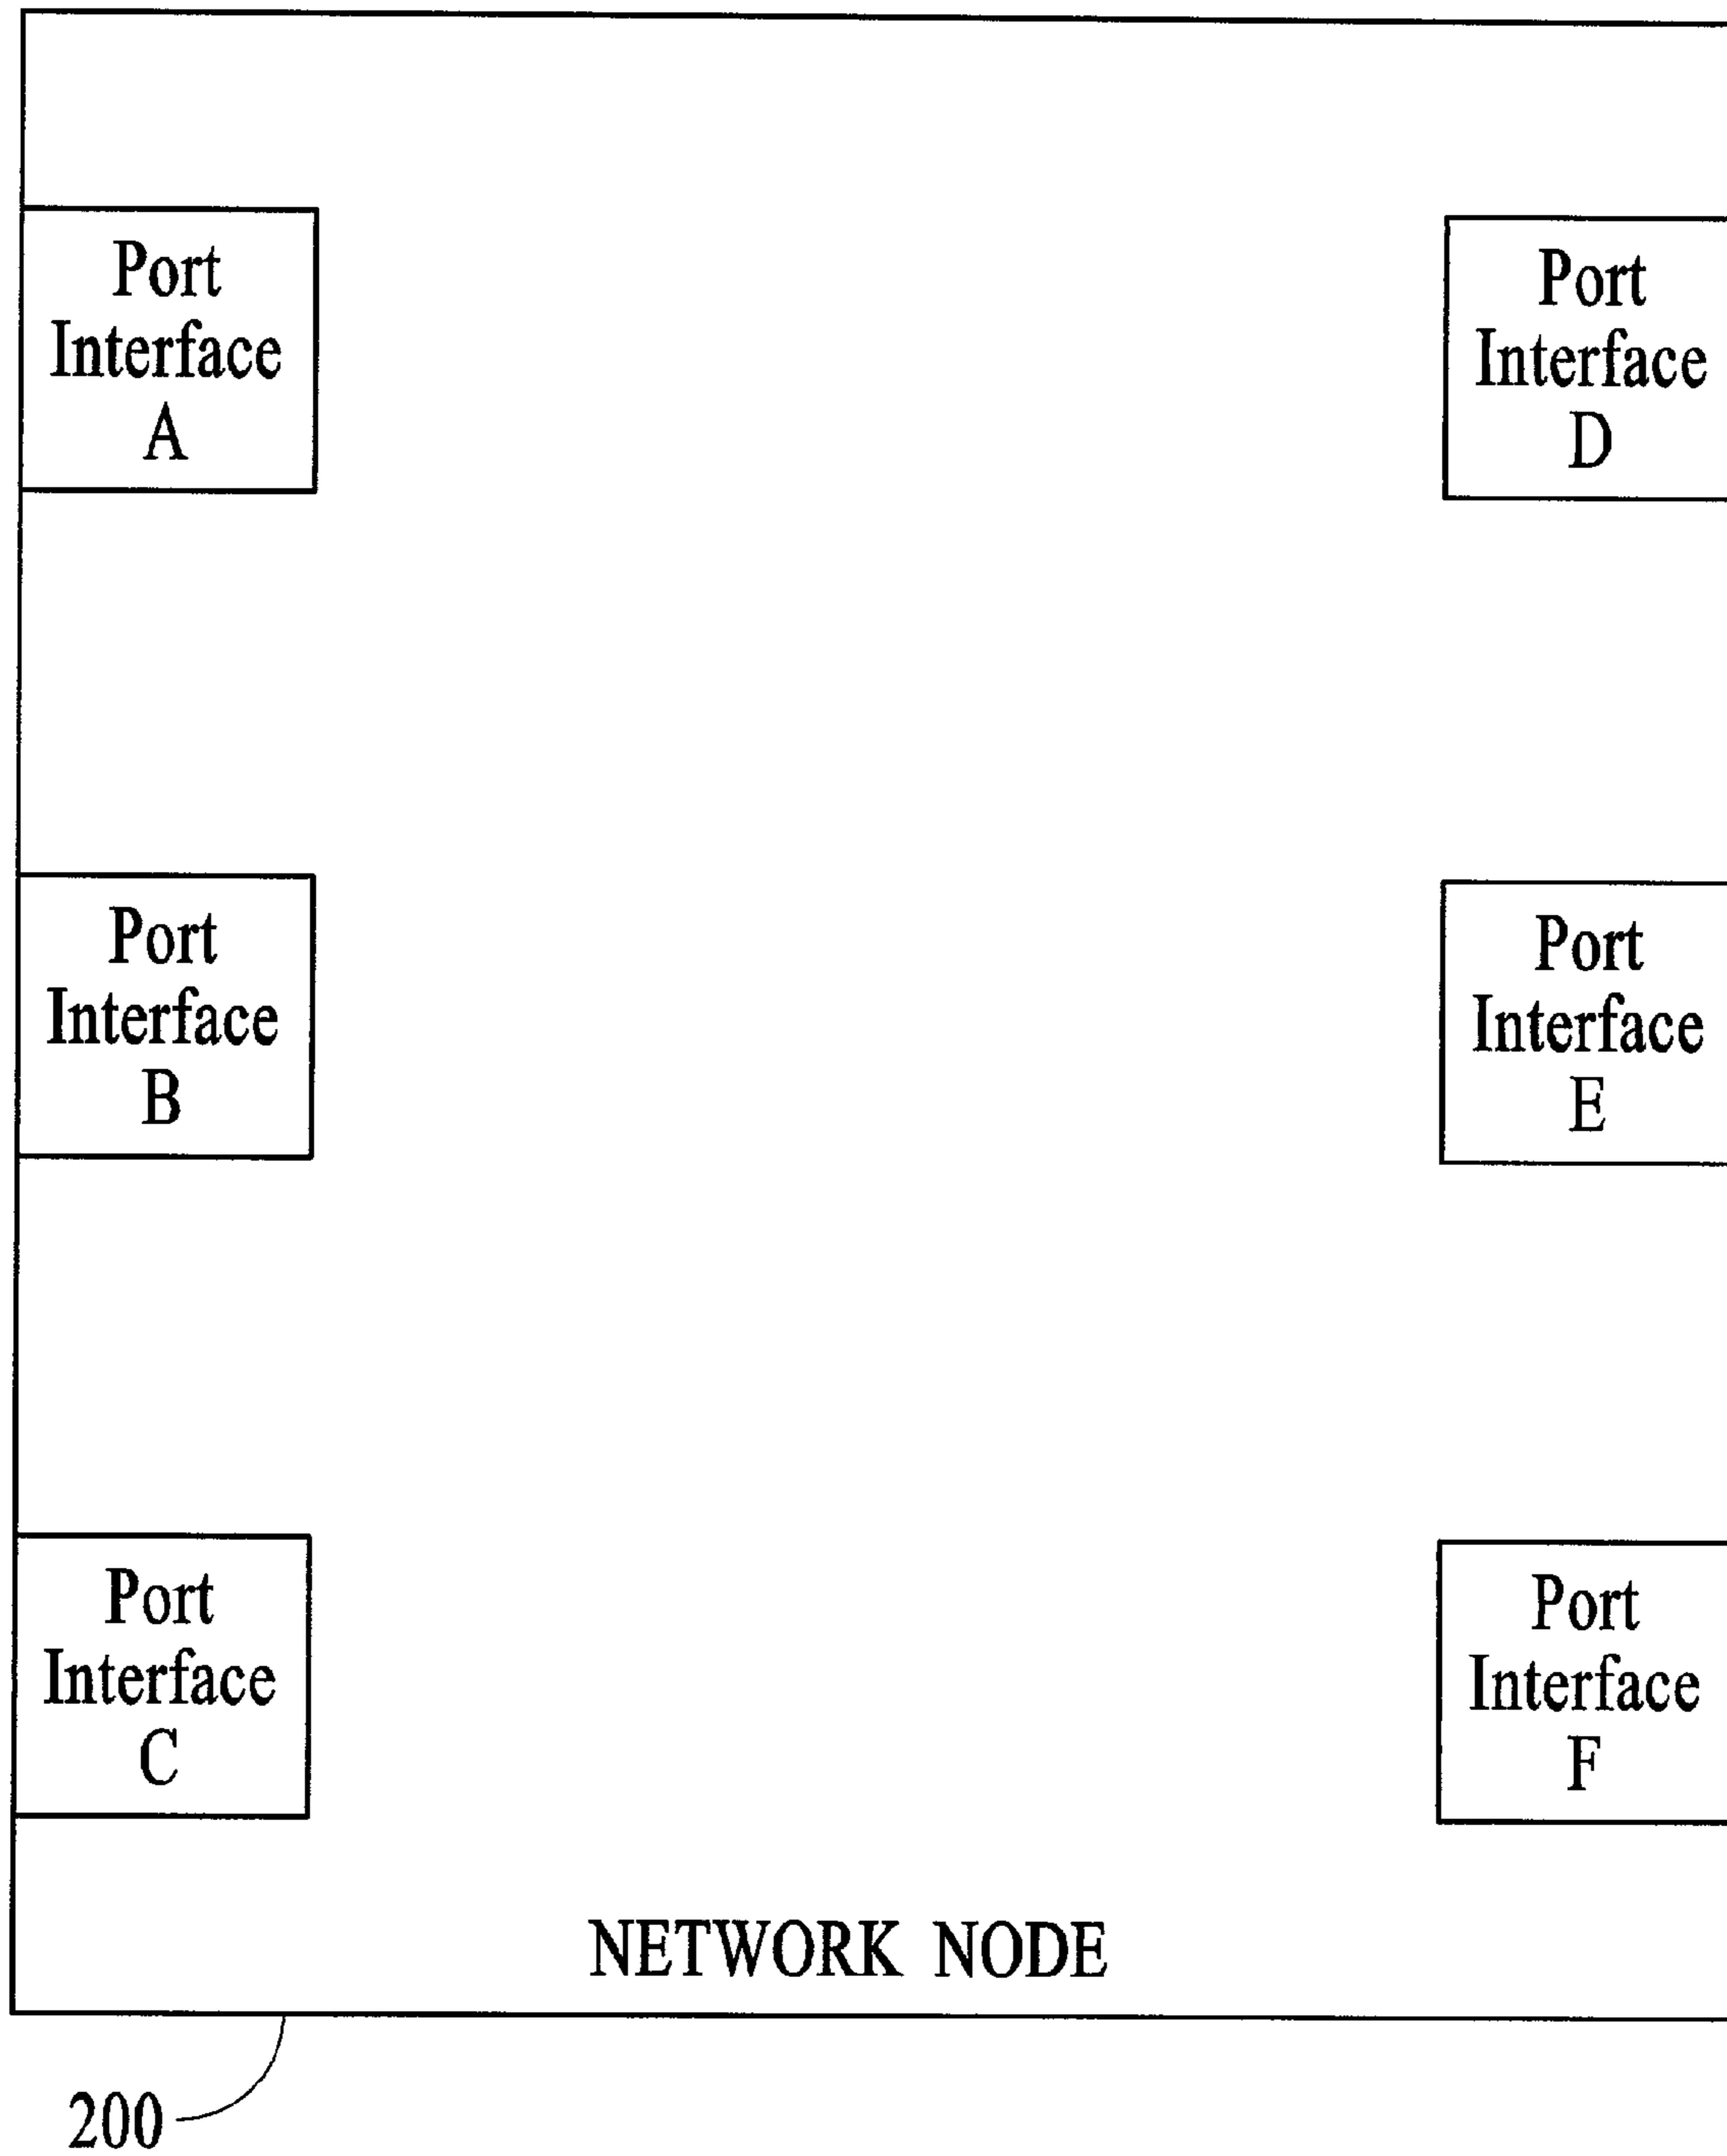 Port
Interface
A
Port
Interface
D
Port
Interface
B
Port
Interface
E
Port
Interface
C
Port
Interface
F
NETWORK NODE
200